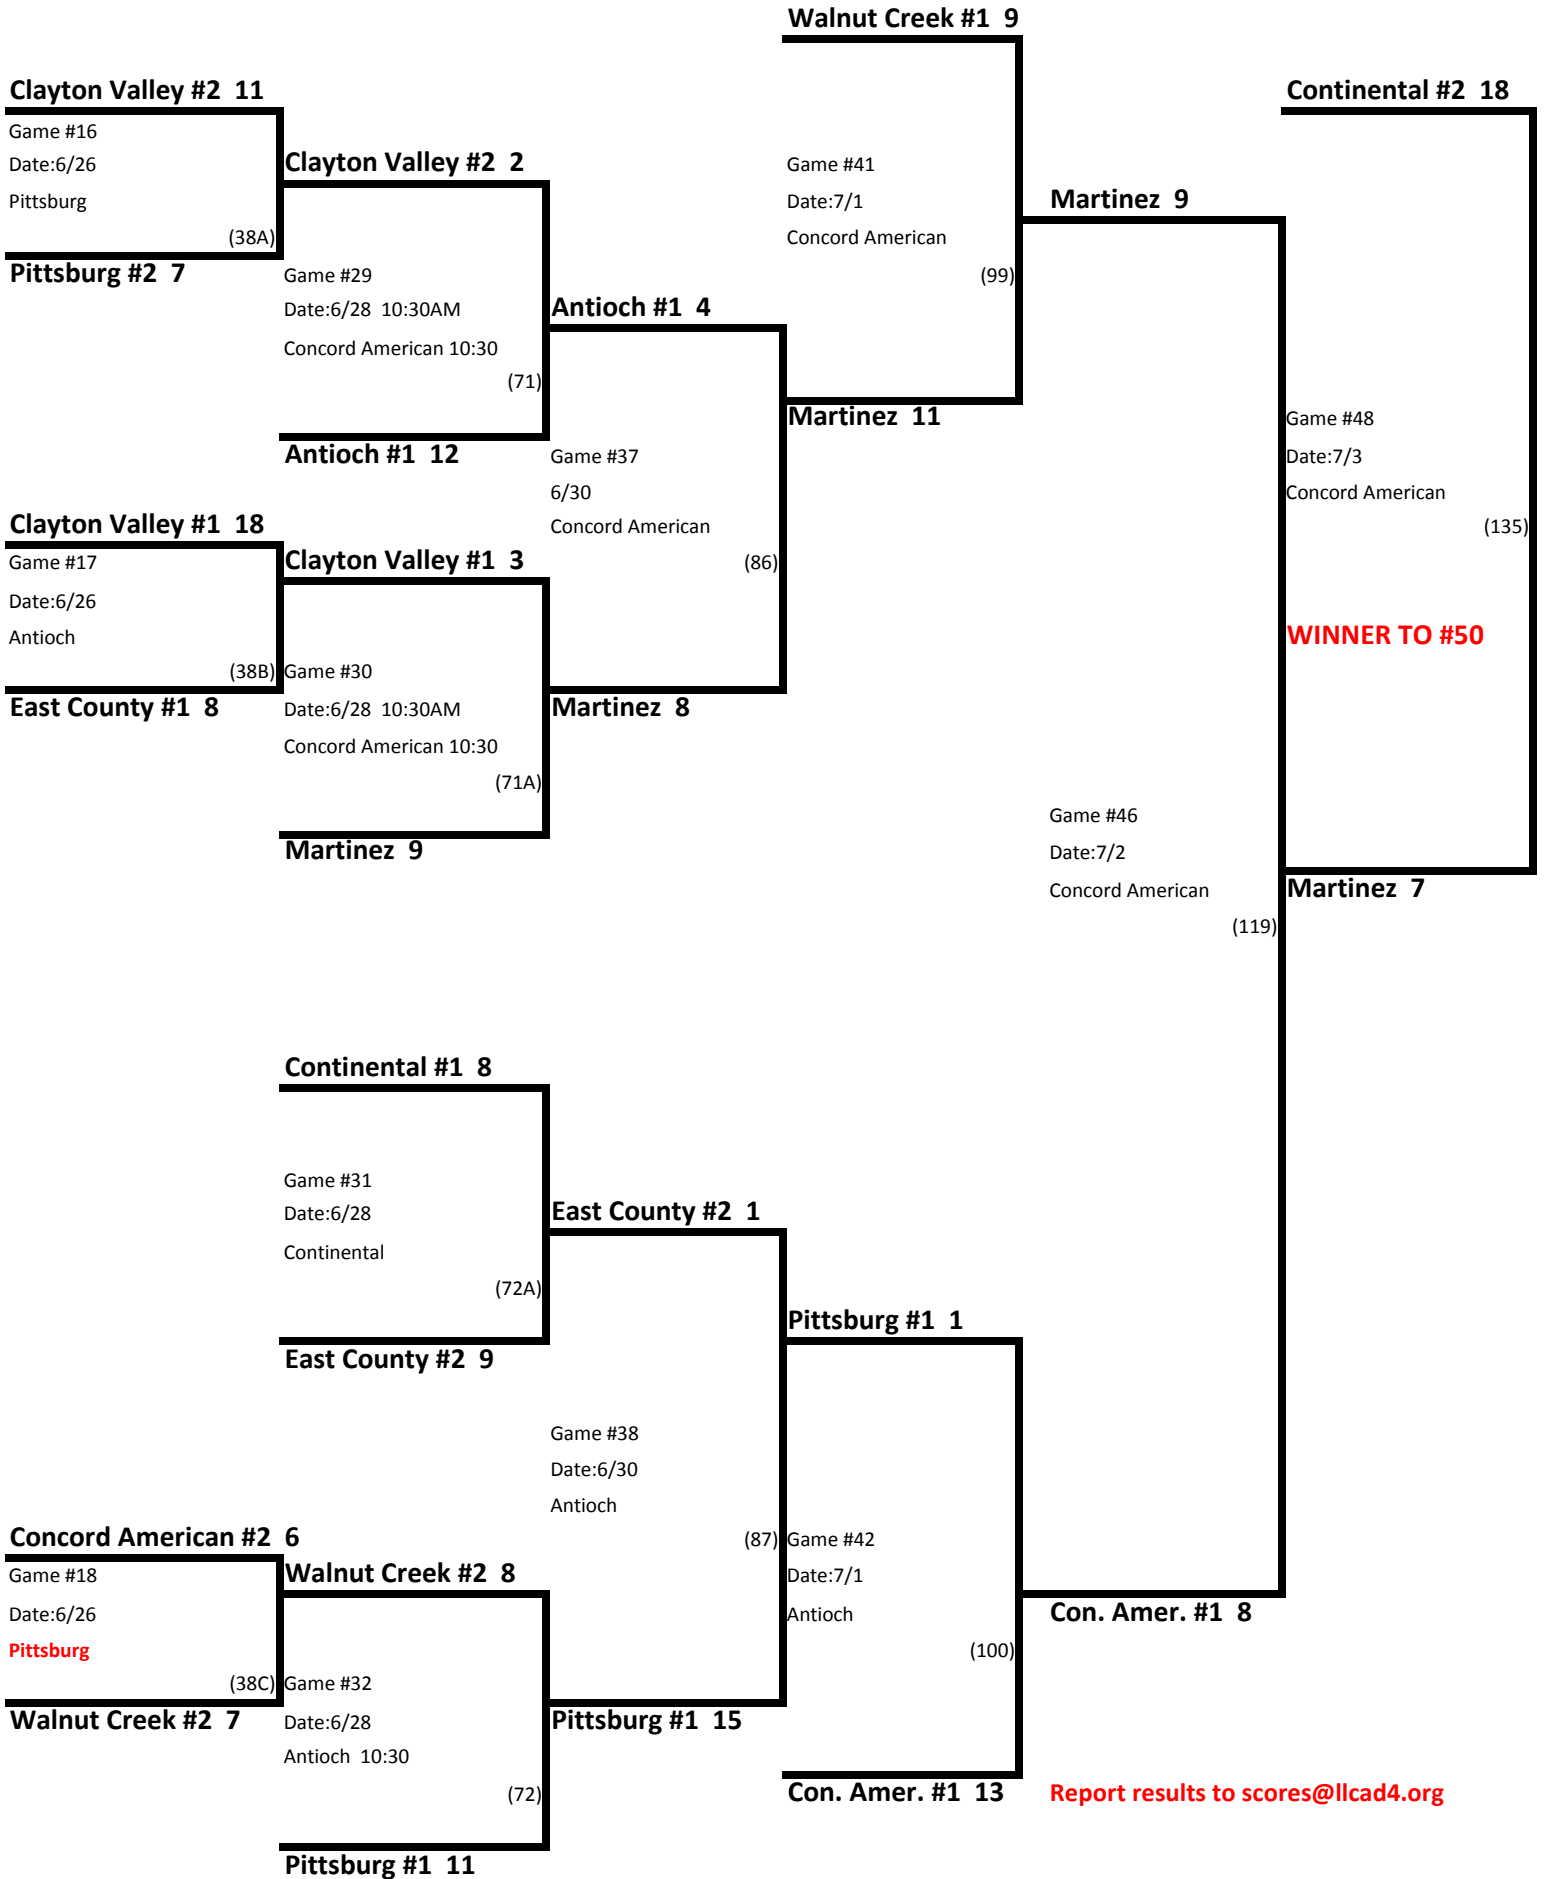 Walnut Creek #1  9
Clayton Valley #2  11
Continental #2  18
Game #16
Date:6/26
Pittsburg
(38A)
Pittsburg #2  7
Clayton Valley #2  2
Game #29
Date:6/28  10:30AM
Concord American 10:30
(71)
Antioch #1  12
Game #41
Date:7/1
Concord American
(99)
Martinez  9
Antioch #1  4
Game #37
6/30
Concord American
(86)
Martinez  11
Game #48
Date:7/3
Concord American
(135)
WINNER TO #50
Clayton Valley #1  18
Game #17
Date:6/26
Antioch
(38B)
East County #1  8
Clayton Valley #1  3
Game #30
Date:6/28  10:30AM
Concord American 10:30
(71A)
Martinez  9
Martinez  8
Game #46
Date:7/2
Concord American
(119)
Martinez  7
Continental #1  8
Game #31
Date:6/28
Continental
(72A)
East County #2  9
East County #2  1
Game #38
Date:6/30
Antioch
(87)
Pittsburg #1  1
Game #42
Date:7/1
Antioch
(100)
Con. Amer. #1  8
Concord American #2  6
Game #18
Date:6/26
Pittsburg
(38C)
Walnut Creek #2  7
Walnut Creek #2  8
Game #32
Date:6/28
Antioch  10:30
(72)
Pittsburg #1  11
Pittsburg #1  15
Con. Amer. #1  13
Report results to scores@llcad4.org